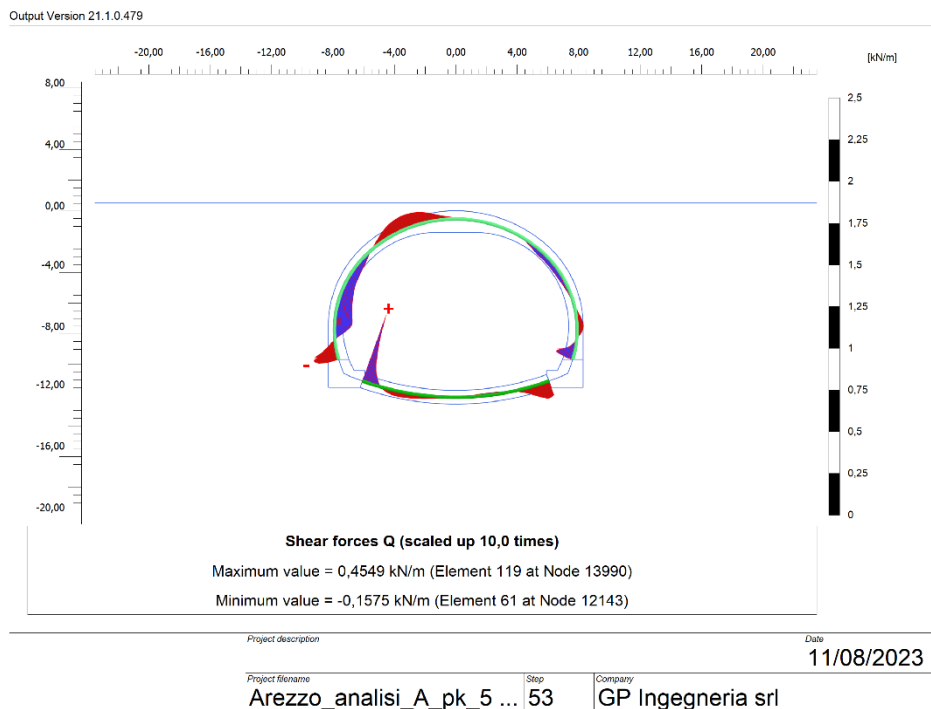 Output Version 21.1.0.479
-20,00 -16,00 -12,00 -8,00 -4,00 0,00 4,00 8,00 12,00 16,00 20,00
[kN/m]
8,00
4,00
0,00
-4,00
-8,00
-12,00
-16,00
-20,00
+
-
2,5
2,25
2
1,75
1,5
1,25
1
0,75
0,5
0,25
0
Shear forces Q (scaled up 10,0 times)
Maximum value = 0,4549 kN/m (Element 119 at Node 13990)
Minimum value = -0,1575 kN/m (Element 61 at Node 12143)
Project description
Date
11/08/2023
Project filename
Step
Company
Arezzo_analisi_A_pk_5 ...
53
GP Ingegneria srl